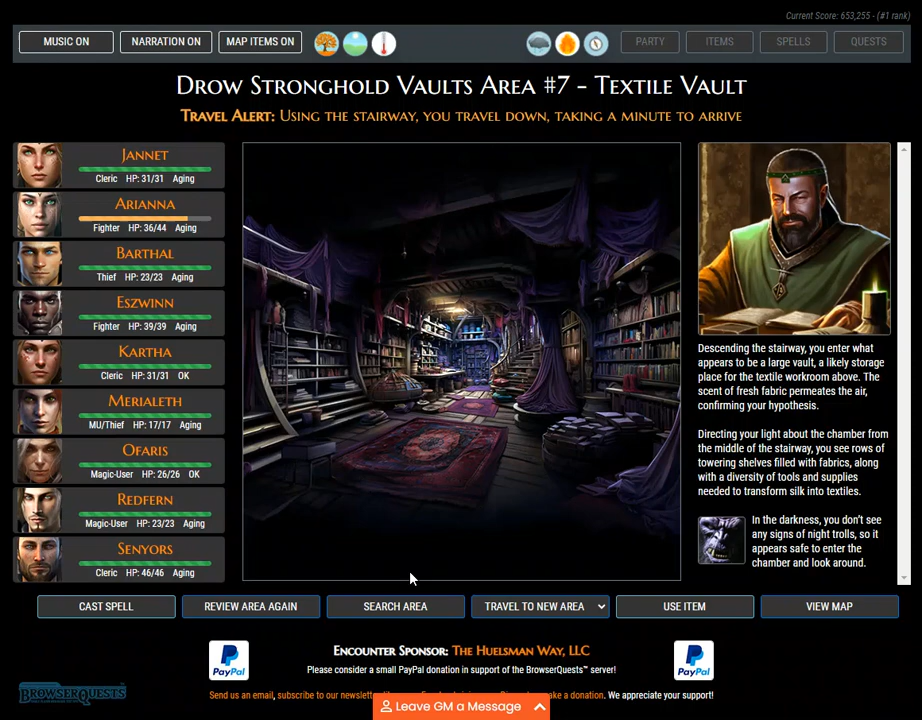 Current Score: 653,255 - (#1 rank)
MUSIC ON
NARRATION ON
MAP ITEMS ON
PARTY
ITEMS
SPELLS
QUESTS
Drow Stronghold Vaults Area #7 - Textile Vault
Travel Alert: Using the stairway, you travel down, taking a minute to arrive
Jannet
Cleric HP: 31/31 Aging
Arianna
Fighter HP: 36/44 Aging
Barthal
Thief HP: 23/23 Aging
Eszwinn
Fighter HP: 39/39 Aging
Kartha
Cleric HP: 31/31 OK
Merialeth
MU/Thief HP: 17/17 Aging
Ofaris
Magic-User HP: 26/26 OK
Redfern
Magic-User HP: 23/23 Aging
Senyors
Cleric HP: 46/46 Aging
Descending the stairway, you enter what
appears to be a large vault, a likely storage
place for the textile workroom above. The
scent of fresh fabric permeates the air,
confirming your hypothesis.
Directing your light about the chamber from
the middle of the stairway, you see rows of
towering shelves filled with fabrics, along
with a diversity of tools and supplies
needed to transform silk into textiles.
In the darkness, you don't see
any signs of night trolls, so it
appears safe to enter the
chamber and look around.
CAST SPELL
REVIEW AREA AGAIN
SEARCH AREA
TRAVEL TO NEW AREA
USE ITEM
VIEW MAP
PayPal
Encounter Sponsor: The Huelsman Way, LLC
Please consider a small PayPal donation in support of the BrowserQuests™ server!
PayPal
BrowserQuests
Send us an email, subscribe to our newsletter, make a donation. We appreciate your support!
Leave GM a Message